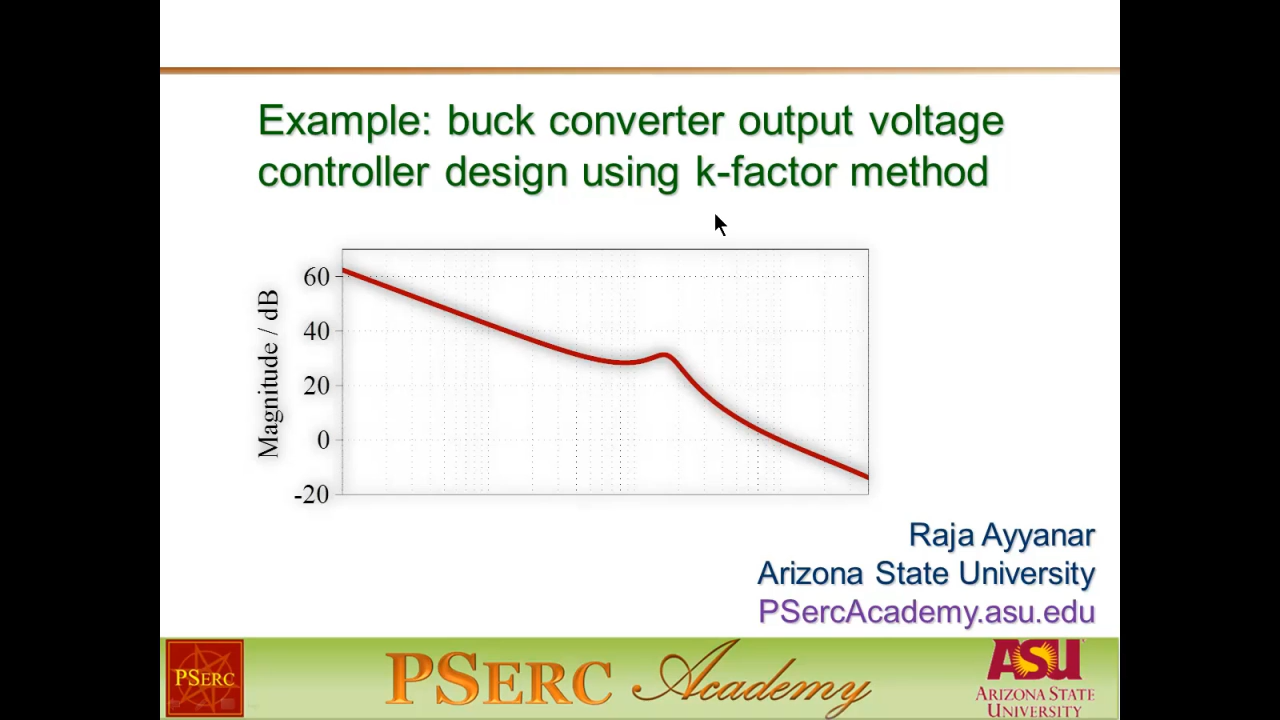 Example: buck converter output voltage
controller design using k-factor method
Magnitude / dB
60
40
20
0
-20
Raja Ayyanar
Arizona State University
PSercAcademy.asu.edu
PSERC
PSERC Academy
ASU
ARIZONA STATE
UNIVERSITY